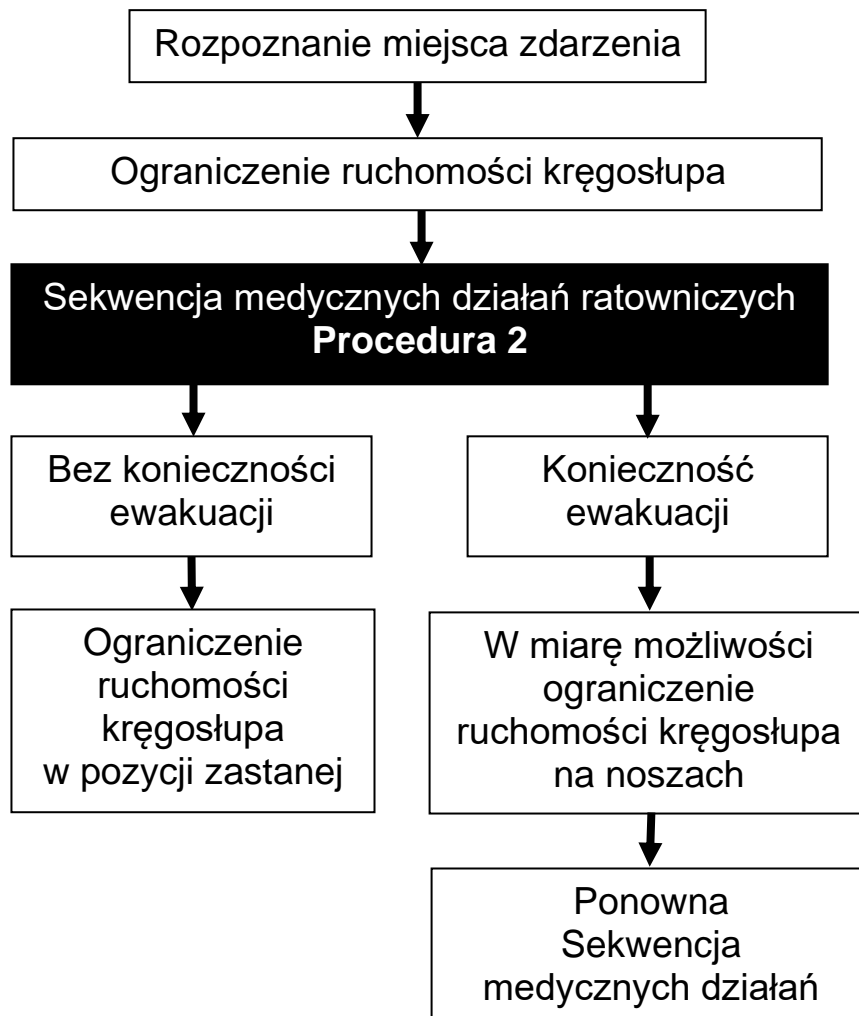 Rozpoznanie miejsca zdarzenia
Ograniczenie ruchomości kręgosłupa
Sekwencja medycznych działań ratowniczych
Procedura 2
Bez konieczności
ewakuacji
Konieczność
ewakuacji
Ograniczenie
ruchomości
kręgosłupa
w pozycji zastanej
W miarę możliwości
ograniczenie
ruchomości kręgosłupa
na noszach
Ponowna
Sekwencja
medycznych działań